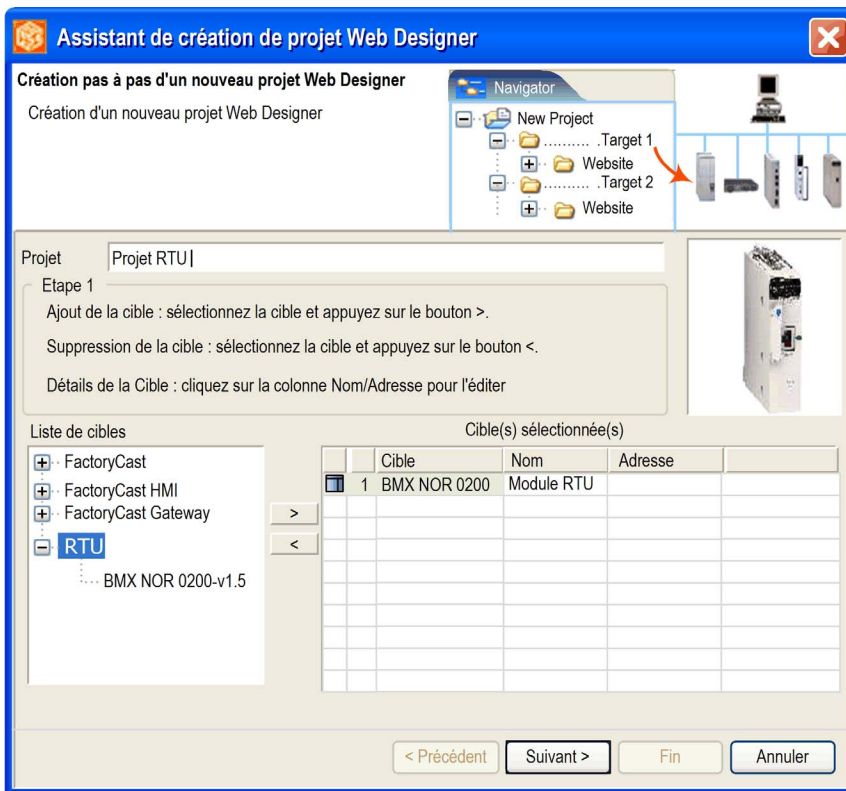 Assistant de création de projet Web Designer
Création pas à pas d'un nouveau projet Web Designer
Création d'un nouveau projet Web Designer
Navigator
New Project
.......... .Target 1
Website
.......... .Target 2
Website
Projet Projet RTU
Etape 1
Ajout de la cible : sélectionnez la cible et appuyez sur le bouton >.
Suppression de la cible : sélectionnez la cible et appuyez sur le bouton <.
Détails de la Cible : cliquez sur la colonne Nom/Adresse pour l'éditer
Liste de cibles
FactoryCast
FactoryCast HMI
FactoryCast Gateway
RTU
BMX NOR 0200-v1.5
>
<
Cible(s) sélectionnée(s)
Cible Nom Adresse
1 BMX NOR 0200 Module RTU
< Précédent Suivant > Fin Annuler